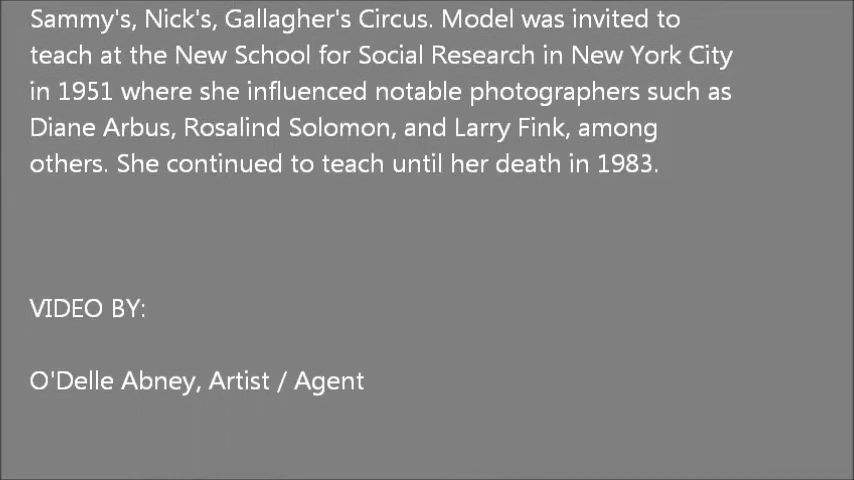 Sammy's, Nick's, Gallagher's Circus. Model was invited to
teach at the New School for Social Research in New York City
in 1951 where she influenced notable photographers such as
Diane Arbus, Rosalind Solomon, and Larry Fink, among
others. She continued to teach until her death in 1983.
VIDEO BY:
O'Delle Abney, Artist / Agent